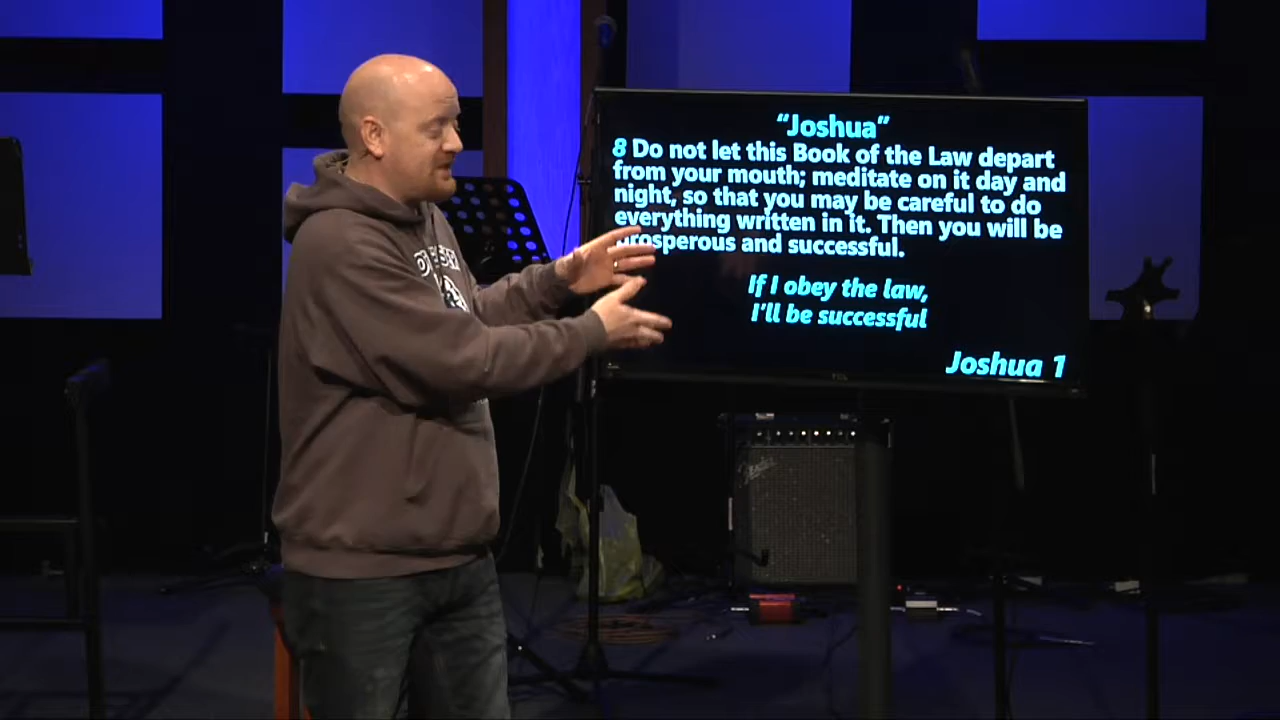 “Joshua”
8 Do not let this Book of the Law depart
from your mouth; meditate on it day and
night, so that you may be careful to do
everything written in it. Then you will be
prosperous and successful.
If I obey the law,
I’ll be successful
Joshua 1
TCL
Fender